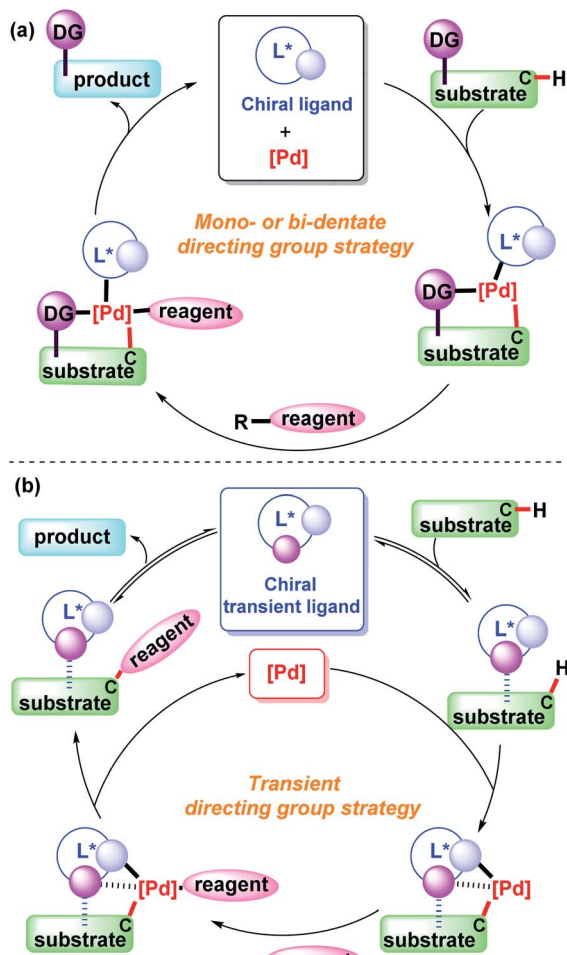 (a)
DG
product
L*
Chiral ligand
+
[Pd]
DG
C
H
substrate
Mono- or bi-dentate
directing group strategy
L*
DG
[Pd]
reagent
C
substrate
L*
DG
[Pd]
C
substrate
R
reagent
(b)
product
L*
Chiral
transient ligand
C
H
substrate
L*
reagent
C
substrate
[Pd]
L*
H
C
substrate
Transient
directing group strategy
L*
[Pd]
reagent
C
substrate
L*
[Pd]
C
substrate